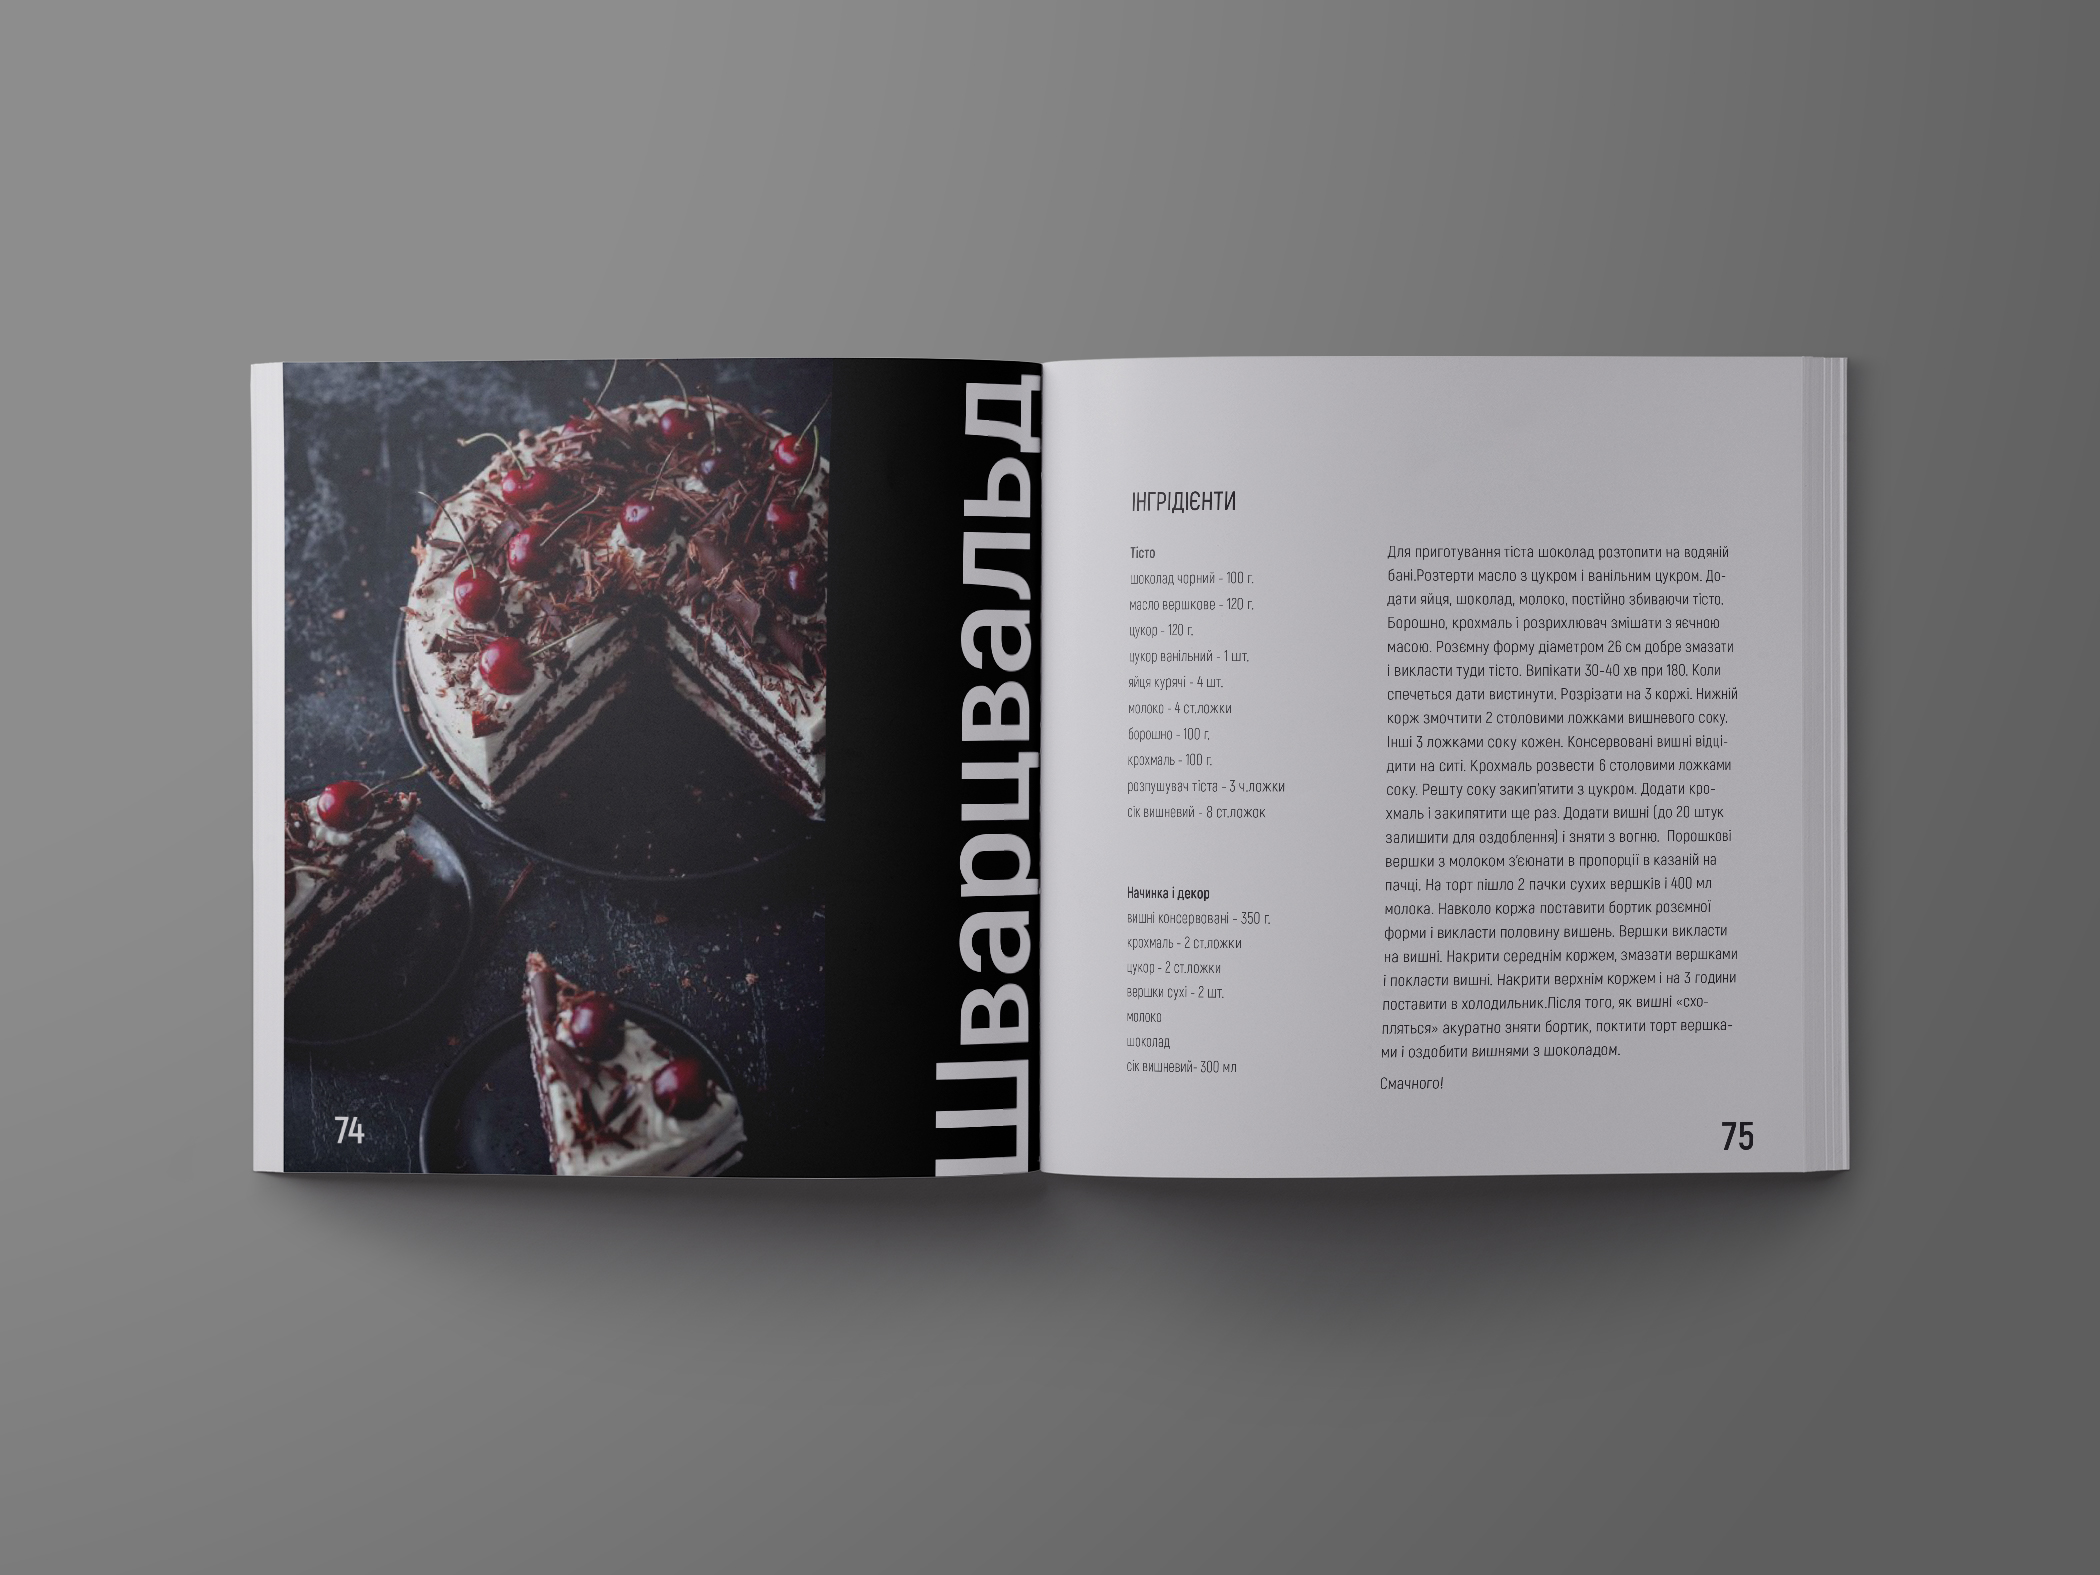 Шварцвальд
74
ІНГРІДІЄНТИ
Тісто
шоколад чорний - 100 г.
масло вершкове - 120 г.
цукор - 120 г.
цукор ванільний - 1 шт.
яйця курячі - 4 шт.
молоко - 4 ст.ложки
борошно - 100 г.
крохмаль - 100 г.
розпушувач тіста - 3 ч.ложки
сік вишневий - 8 ст.ложок
Начинка і декор
вишні консервовані - 350 г.
крохмаль - 2 ст.ложки
цукор - 2 ст.ложки
вершки сухі - 2 шт.
молоко
шоколад
сік вишневий- 300 мл
Для приготування тіста шоколад розтопити на водяній
бані.Розтерти масло з цукром і ванільним цукром. До-
дати яйця, шоколад, молоко, постійно збиваючи тісто.
Борошно, крохмаль і розрихлювач змішати з яєчною
масою. Розємну форму діаметром 26 см добре змазати
і викласти туди тісто. Випікати 30-40 хв при 180. Коли
спечеться дати вистинути. Розрізати на 3 коржі. Нижній
корж змочтити 2 столовими ложками вишневого соку.
Інші 3 ложками соку кожен. Консервовані вишні відці-
дити на ситі. Крохмаль розвести 6 столовими ложками
соку. Решту соку закип'ятити з цукром. Додати кро-
хмаль і закипятити ще раз. Додати вишні (до 20 штук
залишити для оздоблення) і зняти з вогню. Порошкові
вершки з молоком з'єюнати в пропорції в казаній на
пачці. На торт пішло 2 пачки сухих вершків і 400 мл
молока. Навколо коржа поставити бортик розємної
форми і викласти половину вишень. Вершки викласти
на вишні. Накрити середнім коржем, змазати вершками
і покласти вишні. Накрити верхнім коржем і на 3 години
поставити в холодильник.Після того, як вишні «схо-
пляться» акуратно зняти бортик, поктити торт вершка-
ми і оздобити вишнями з шоколадом.
Смачного!
75